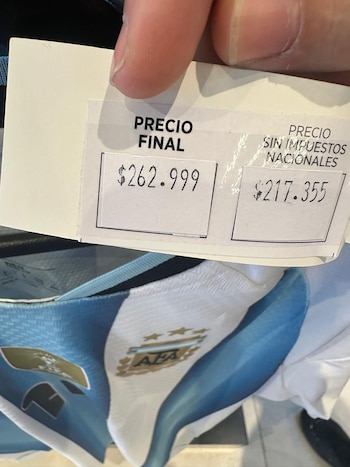 PRECIO
FINAL
$262.999
PRECIO
SIN IMPUESTOS
NACIONALES
$217.355
AFA